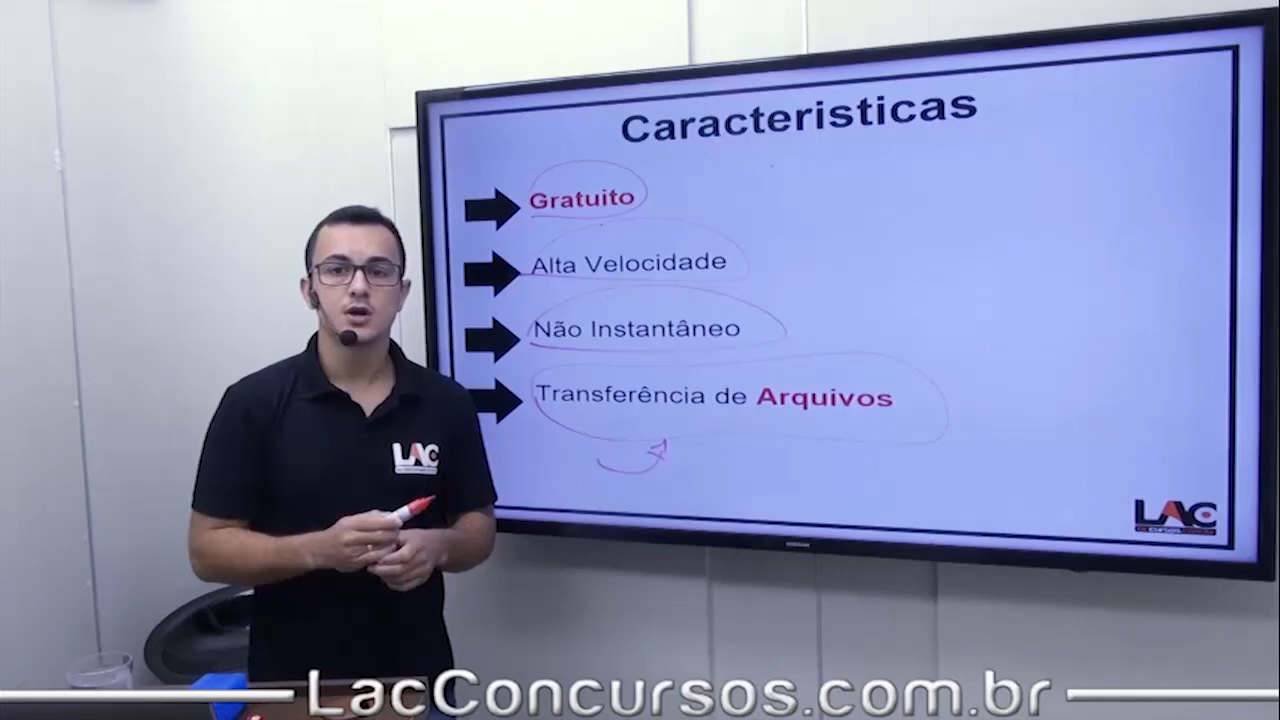 Caracteristicas
Gratuito
Alta Velocidade
Não Instantâneo
Transferência de Arquivos
LAC
LAC
LacConcursos.com.br